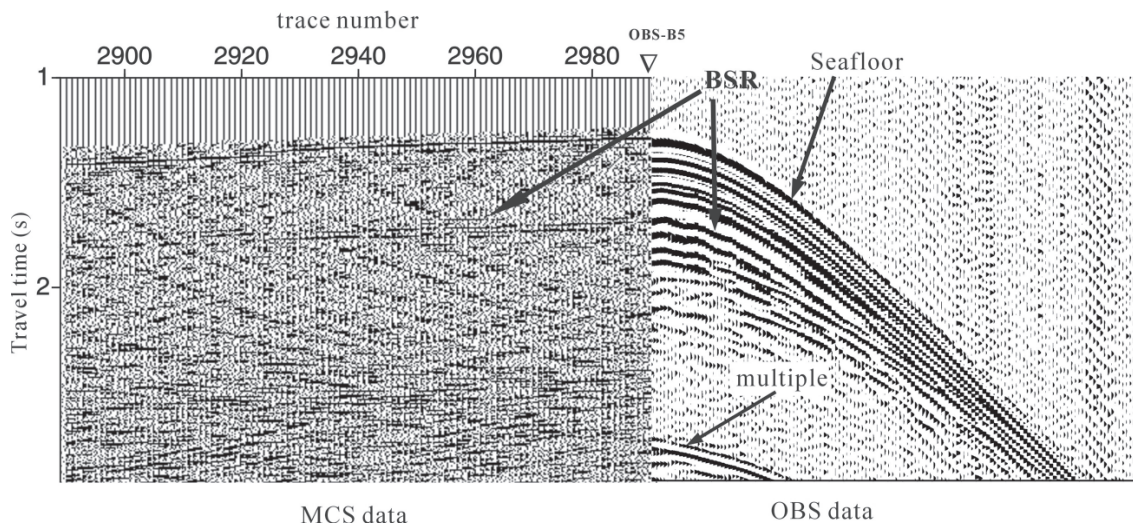 trace number
OBS-B5
2900 2920 2940 2960 2980
Seafloor
1
BSR
2
Travel time (s)
multiple
MCS data
OBS data